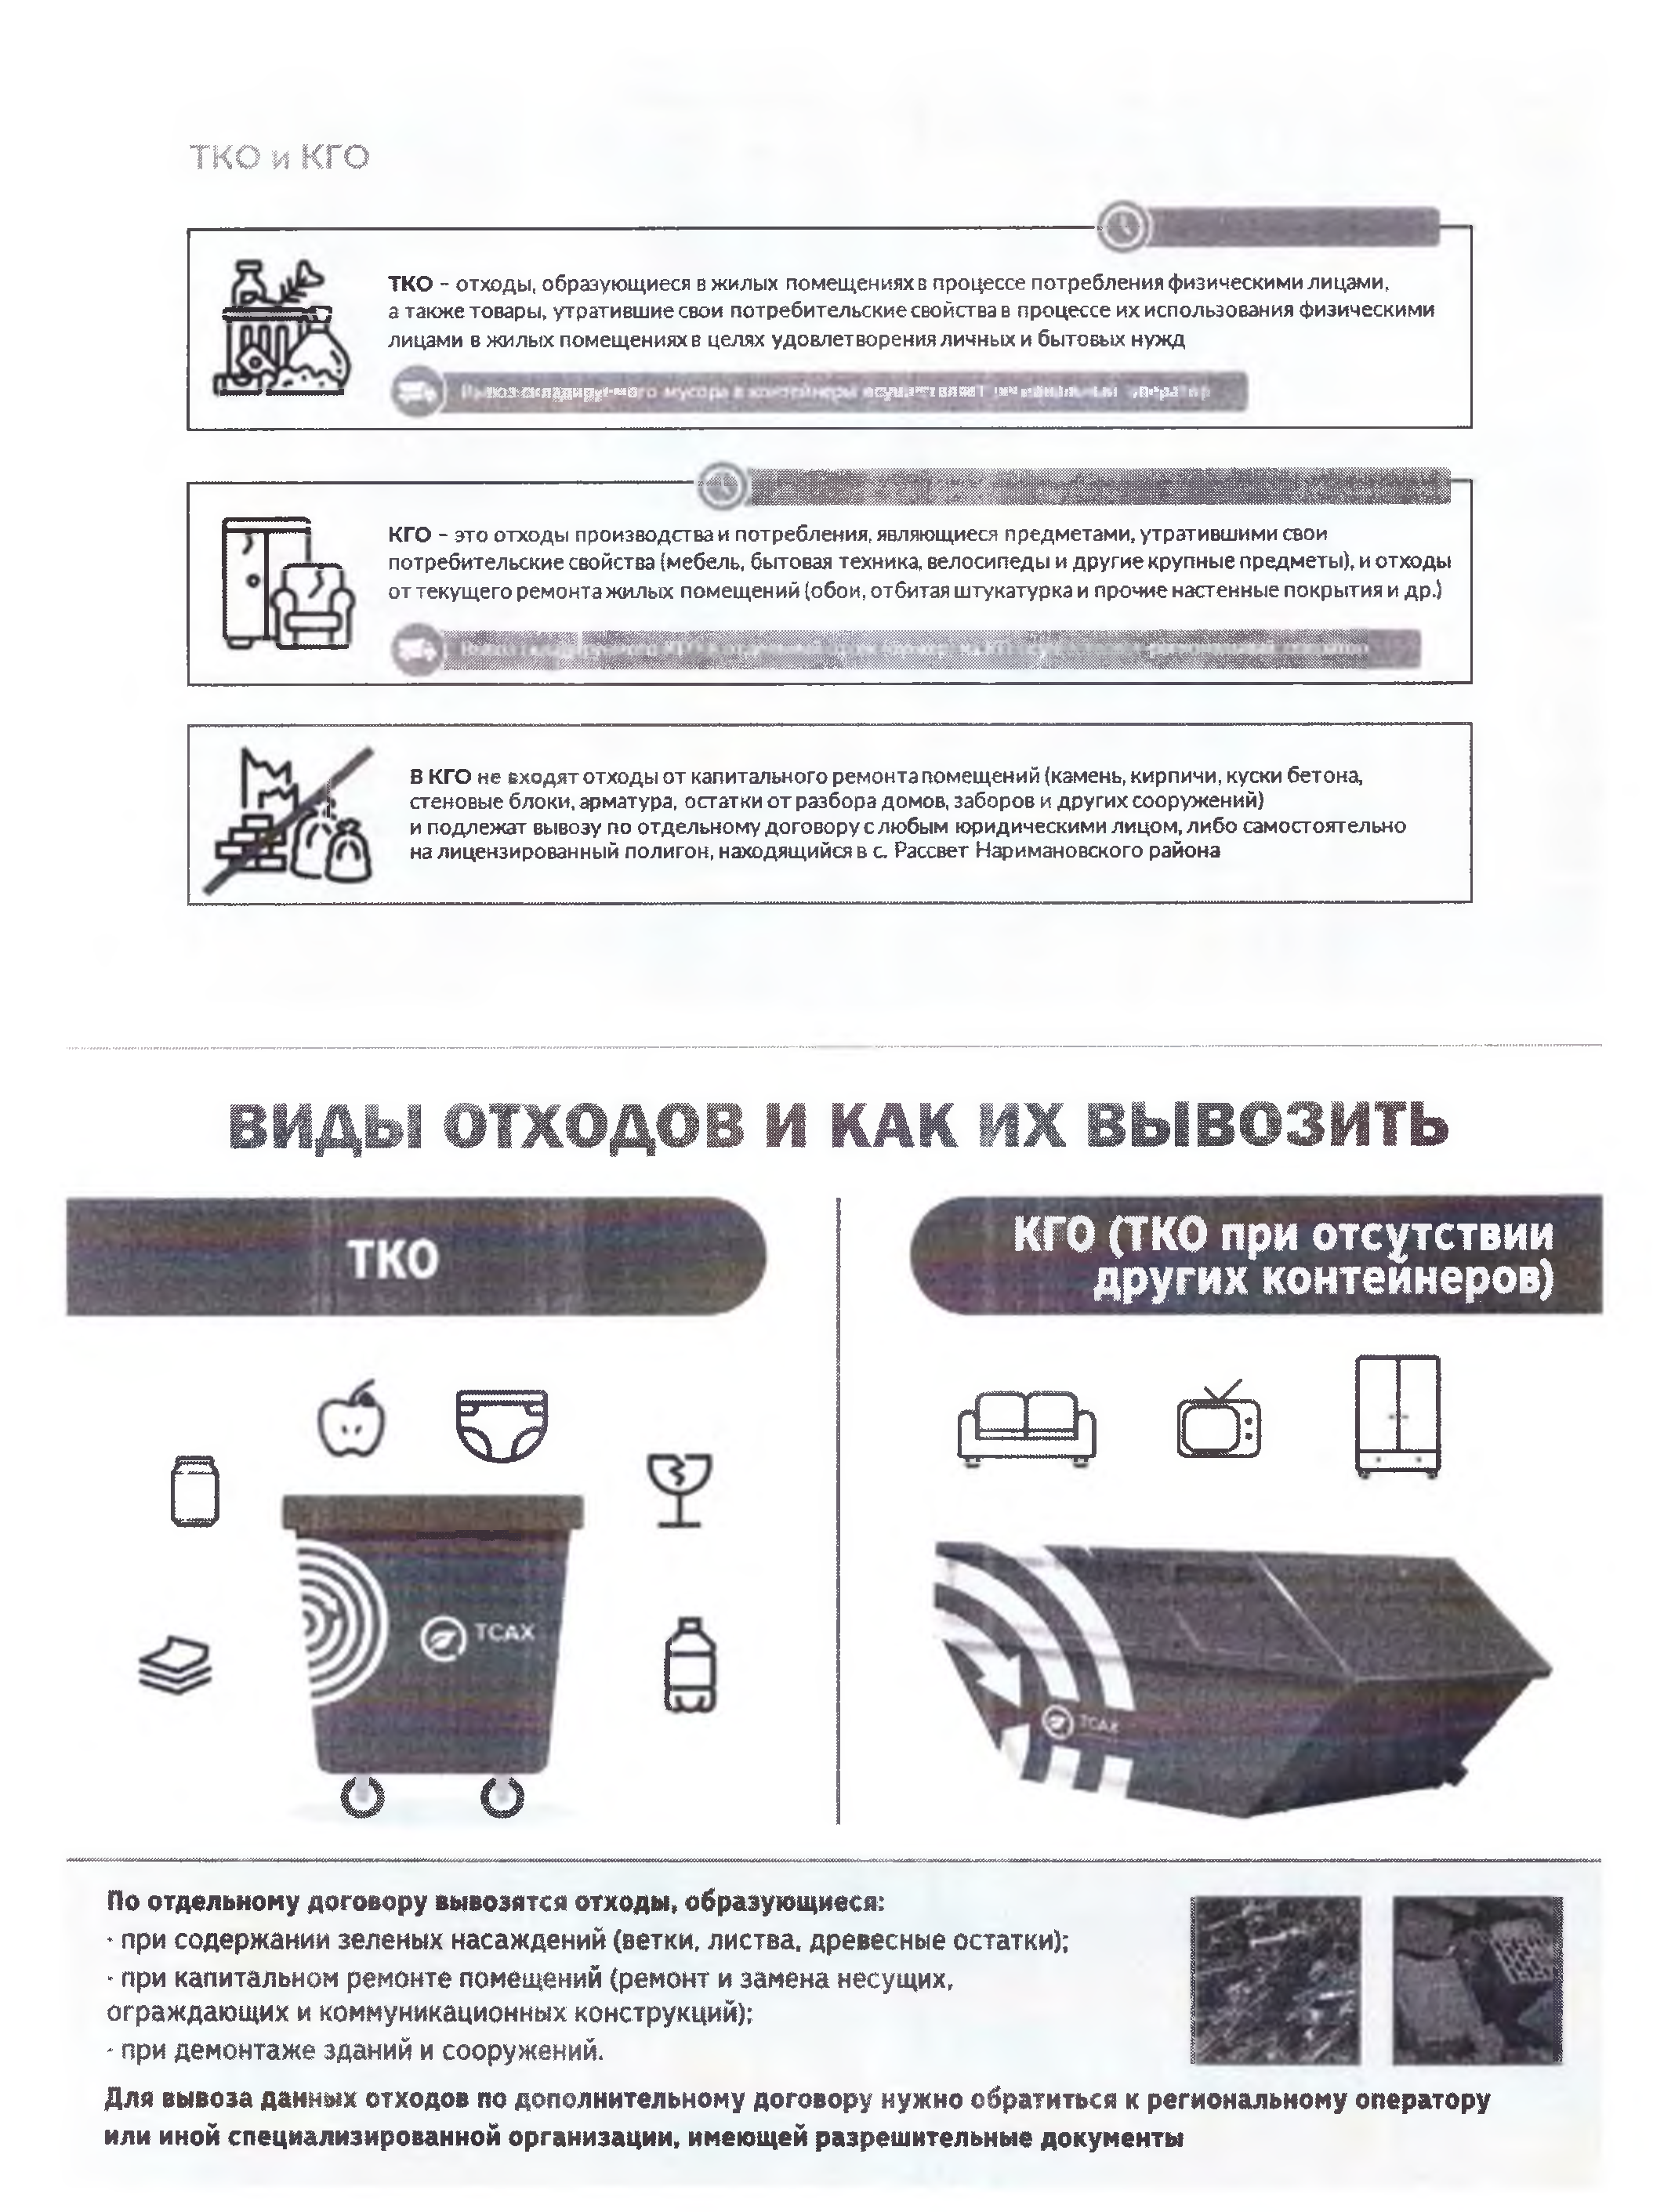 ТКО и КГО
ТКО – отходы, образующиеся в жилых помещениях в процессе потребления физическими лицами,
а также товары, утратившие свои потребительские свойства в процессе их использования физическими
лицами в жилых помещениях в целях удовлетворения личных и бытовых нужд
Вывоз складируемого мусора в контейнеры осуществляет региональный оператор
КГО – это отходы производства и потребления, являющиеся предметами, утратившими свои
потребительские свойства (мебель, бытовая техника, велосипеды и другие крупные предметы), и отходы
от текущего ремонта жилых помещений (обои, отбитая штукатурка и прочие настенные покрытия и др.)
В КГО не входят отходы от капитального ремонта помещений (камень, кирпичи, куски бетона,
стеновые блоки, арматура, остатки от разбора домов, заборов и других сооружений)
и подлежат вывозу по отдельному договору с любым юридическими лицом, либо самостоятельно
на лицензированный полигон, находящийся в с. Рассвет Наримановского района
ВИДЫ ОТХОДОВ И КАК ИХ ВЫВОЗИТЬ
ТКО
КГО (ТКО при отсутствии
других контейнеров)
ТСАХ
ТСАХ
По отдельному договору вывозятся отходы, образующиеся:
· при содержании зеленых насаждений (ветки, листва, древесные остатки);
· при капитальном ремонте помещений (ремонт и замена несущих,
ограждающих и коммуникационных конструкций);
· при демонтаже зданий и сооружений.
Для вывоза данных отходов по дополнительному договору нужно обратиться к региональному оператору
или иной специализированной организации, имеющей разрешительные документы